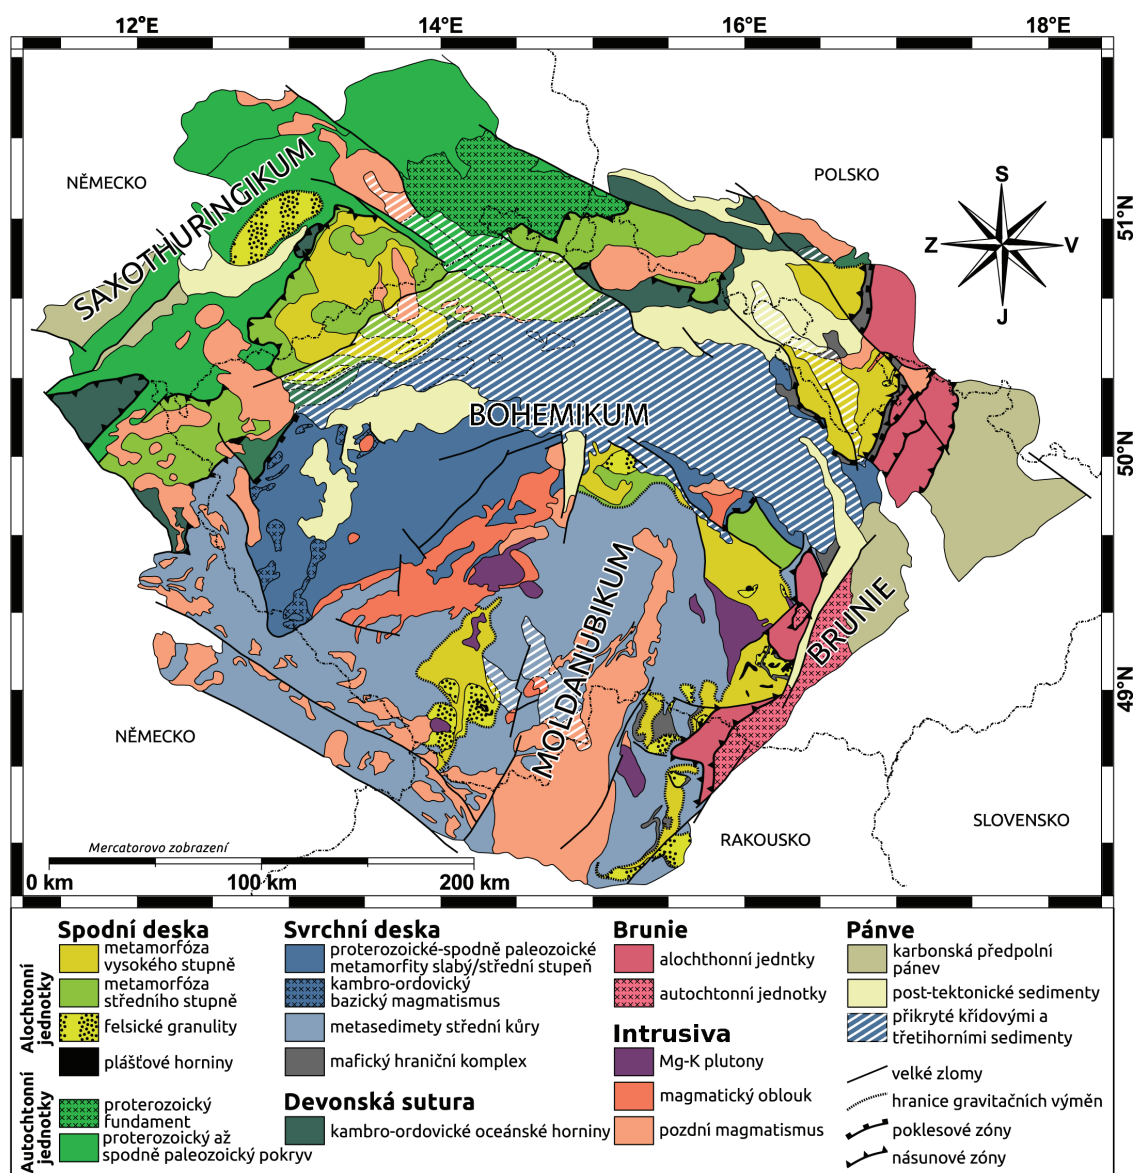 12°E
14°E
16°E
18°E
51°N
50°N
49°N
NĚMECKO
POLSKO
S
Z
V
J
SAXOTHURINGIKUM
BOHEMIKUM
MOLDANUBIKUM
BRUNIE
NĚMECKO
RAKOUSKO
SLOVENSKO
Mercatorovo zobrazení
0 km
100 km
200 km
Alochtonní
jednotky
Autochtonní
jednotky
Spodní deska
metamorfóza
vysokého stupně
metamorfóza
středního stupně
felsické granulity
plášťové horniny
proterozoický
fundament
proterozoický až
spodně paleozoický pokryv
Svrchní deska
proterozoické-spodně paleozoické
metamorfity slabý/střední stupeň
kambro-ordovický
bazický magmatismus
metasedimety střední kůry
mafický hraniční komplex
Devonská sutura
kambro-ordovické oceánské horniny
Brunie
alochthonní jedntky
autochtonní jednotky
Intrusiva
Mg-K plutony
magmatický oblouk
pozdní magmatismus
Pánve
karbonská předpolní
pánev
post-tektonické sedimenty
přikryté křídovými a
třetihorními sedimenty
velké zlomy
hranice gravitačních výměn
poklesové zóny
násunové zóny